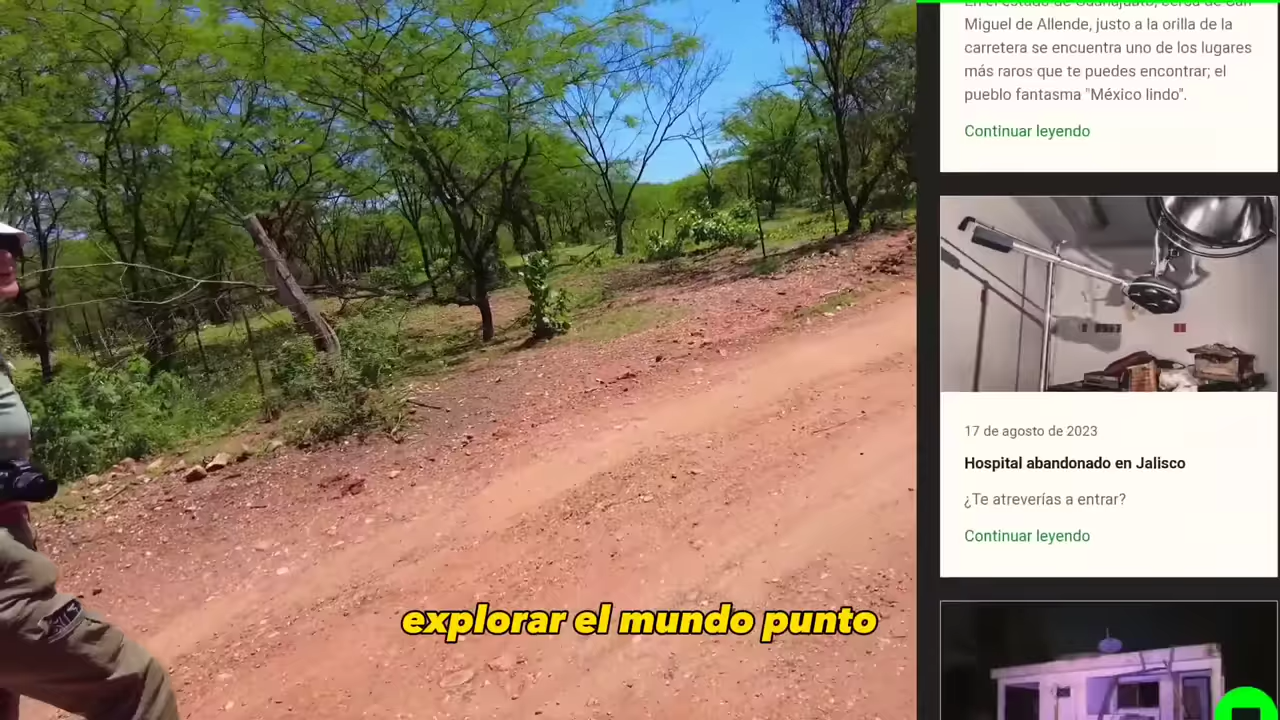 explorar el mundo punto
Miguel de Allende, justo a la orilla de la
carretera se encuentra uno de los lugares
más raros que te puedes encontrar; el
pueblo fantasma "México lindo".
Continuar leyendo
17 de agosto de 2023
Hospital abandonado en Jalisco
¿Te atreverías a entrar?
Continuar leyendo